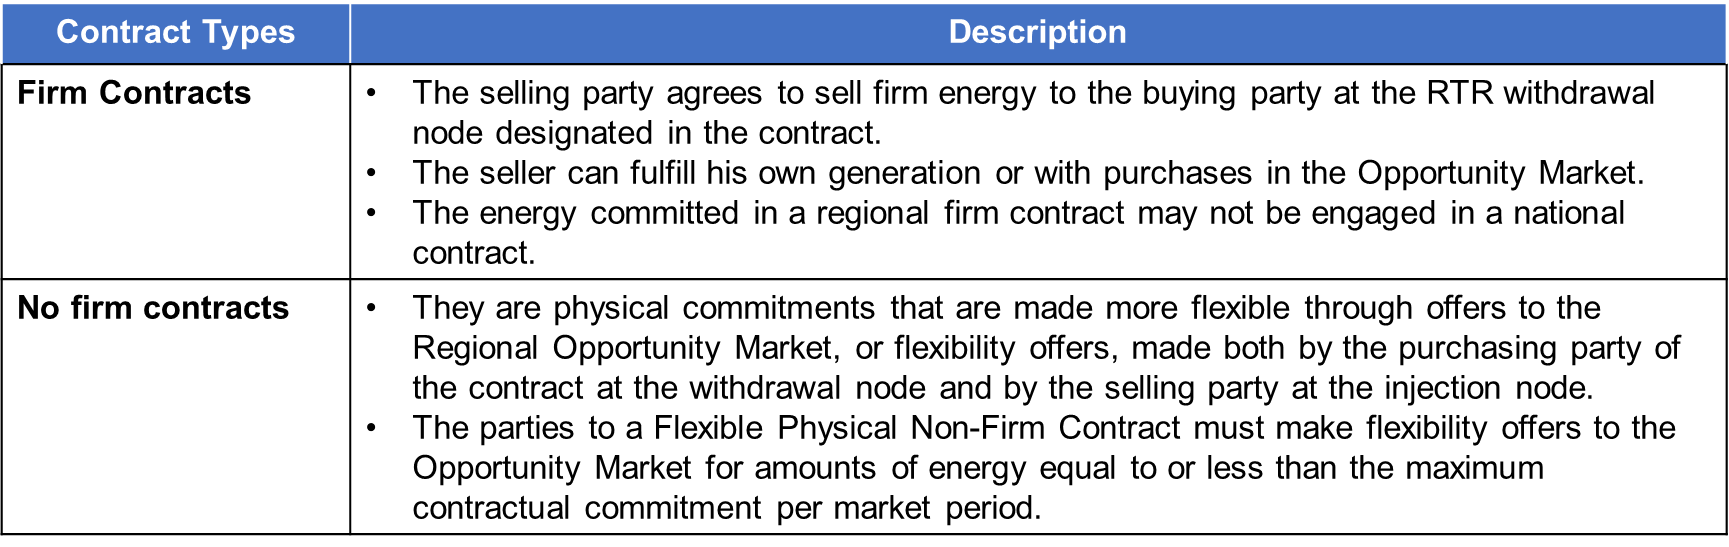 Contract Types
Description
Firm Contracts
• The selling party agrees to sell firm energy to the buying party at the RTR withdrawal
node designated in the contract.
• The seller can fulfill his own generation or with purchases in the Opportunity Market.
• The energy committed in a regional firm contract may not be engaged in a national
contract.
No firm contracts
• They are physical commitments that are made more flexible through offers to the
Regional Opportunity Market, or flexibility offers, made both by the purchasing party of
the contract at the withdrawal node and by the selling party at the injection node.
• The parties to a Flexible Physical Non-Firm Contract must make flexibility offers to the
Opportunity Market for amounts of energy equal to or less than the maximum
contractual commitment per market period.